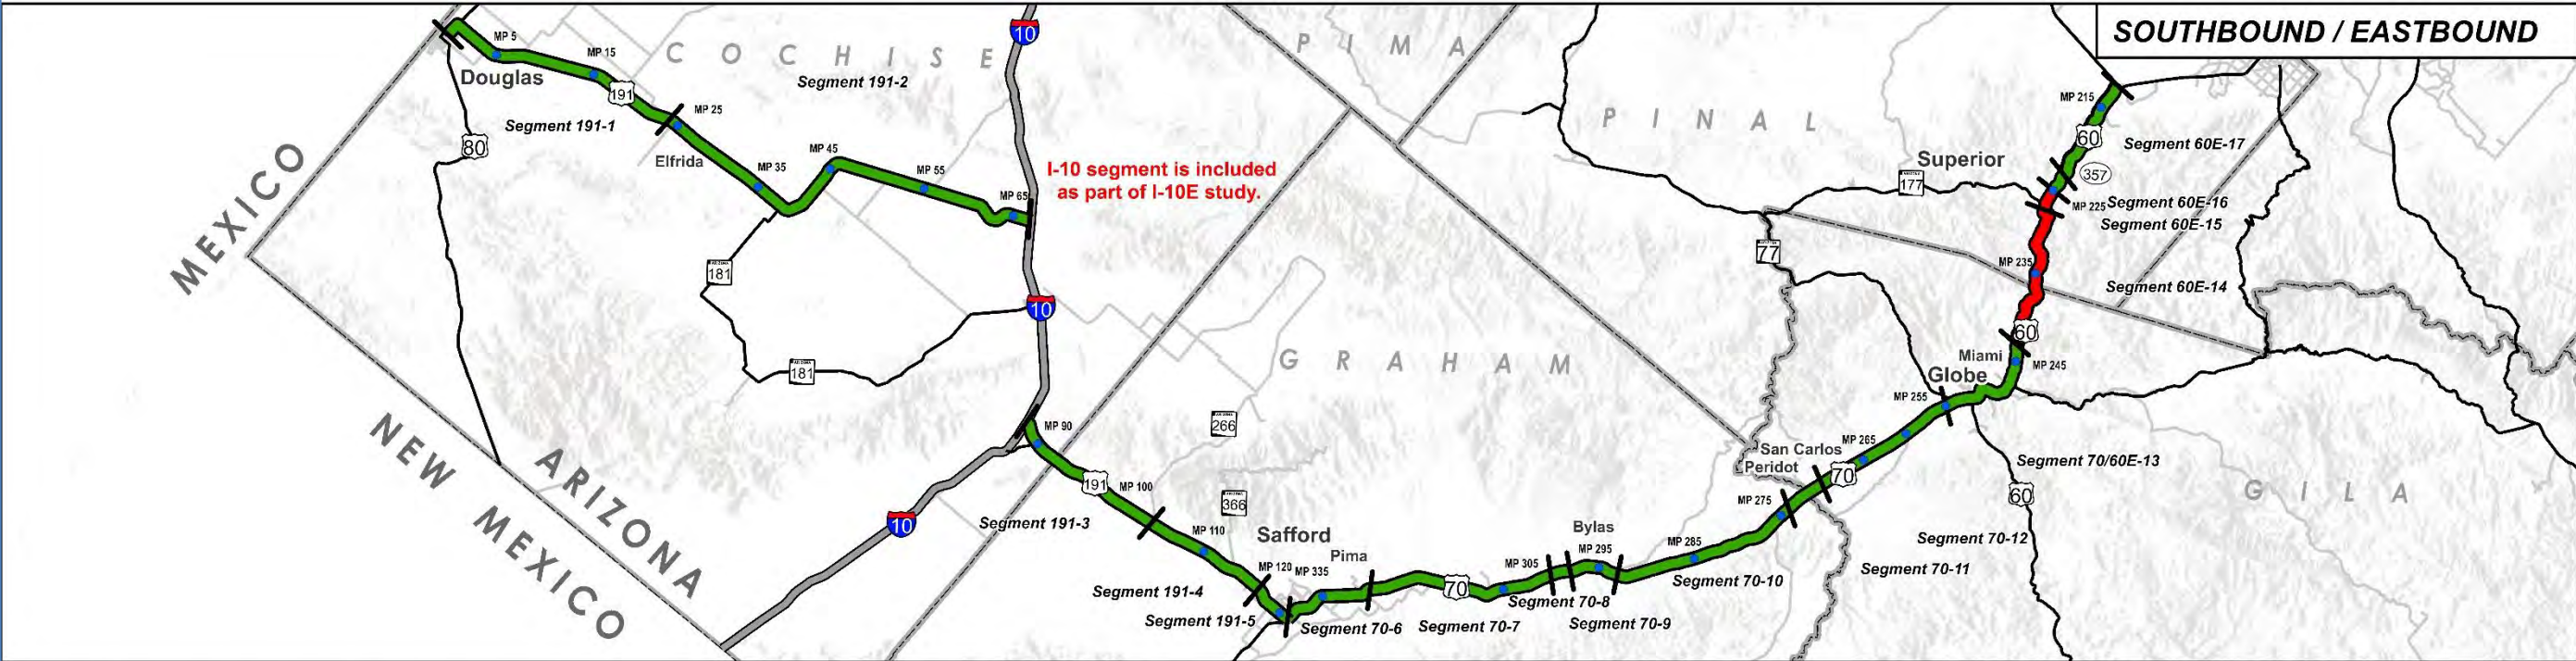 SOUTHBOUND / EASTBOUND
MP 5
MP 15
Douglas
191
80
Segment 191-1
MP 25
Elfrida
COCHISE
Segment 191-2
MP 35
MP 45
MP 55
MP 65
10
I-10 segment is included
as part of I-10E study.
MEXICO
181
181
10
NEW MEXICO
ARIZONA
10
MP 90
191
MP 100
Segment 191-3
MP 110
Segment 191-4
Segment 191-5
266
366
GRAHAM
PIMA
PINAL
Safford
Pima
MP 120
MP 335
Segment 70-6
70
Segment 70-7
MP 305
Segment 70-8
Bylas
MP 295
Segment 70-9
MP 285
Segment 70-10
MP 275
San Carlos
Peridot
MP 265
70
Segment 70-11
Segment 70-12
Segment 70/60E-13
MP 255
Globe
Miami
MP 245
60
60
GILA
77
177
Superior
MP 235
Segment 60E-14
Segment 60E-15
Segment 60E-16
MP 225
357
Segment 60E-17
60
MP 215